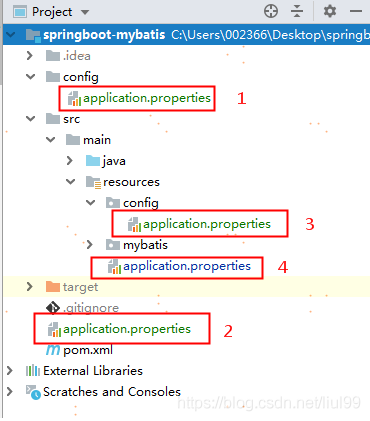 Project
springboot-mybatis C:\Users\002366\Desktop\springb
.idea
config
application.properties 1
src
main
java
resources
config
application.properties 3
mybatis
application.properties 4
target
.gitignore
application.properties 2
pom.xml
External Libraries
Scratches and Consoles
https://blog.csdn.net/liul99